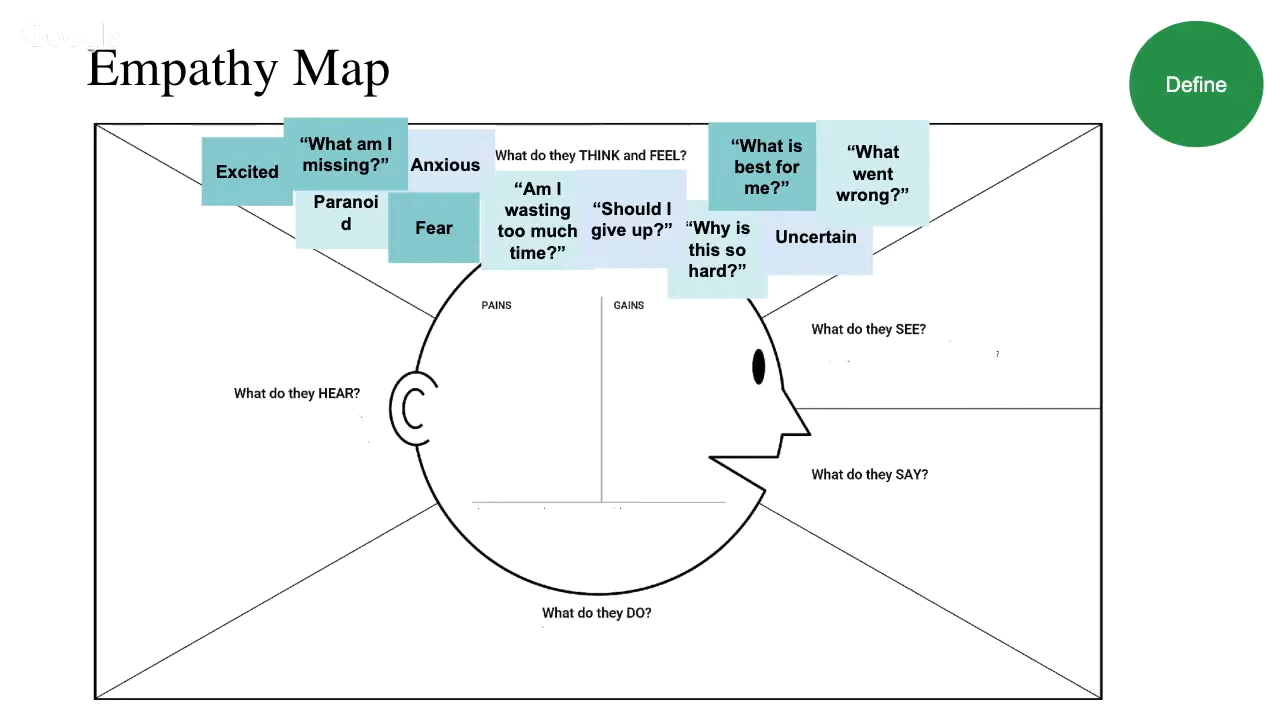 Google
Empathy Map
Define
Excited
“What am I
missing?”
Anxious
What do they THINK and FEEL?
“What is
best for
me?”
“What
went
wrong?”
Paranoi
d
Fear
“Am I
wasting
too much
time?”
“Should I
give up?”
“Why is
this so
hard?”
Uncertain
PAINS
GAINS
What do they SEE?
?
What do they HEAR?
What do they SAY?
What do they DO?